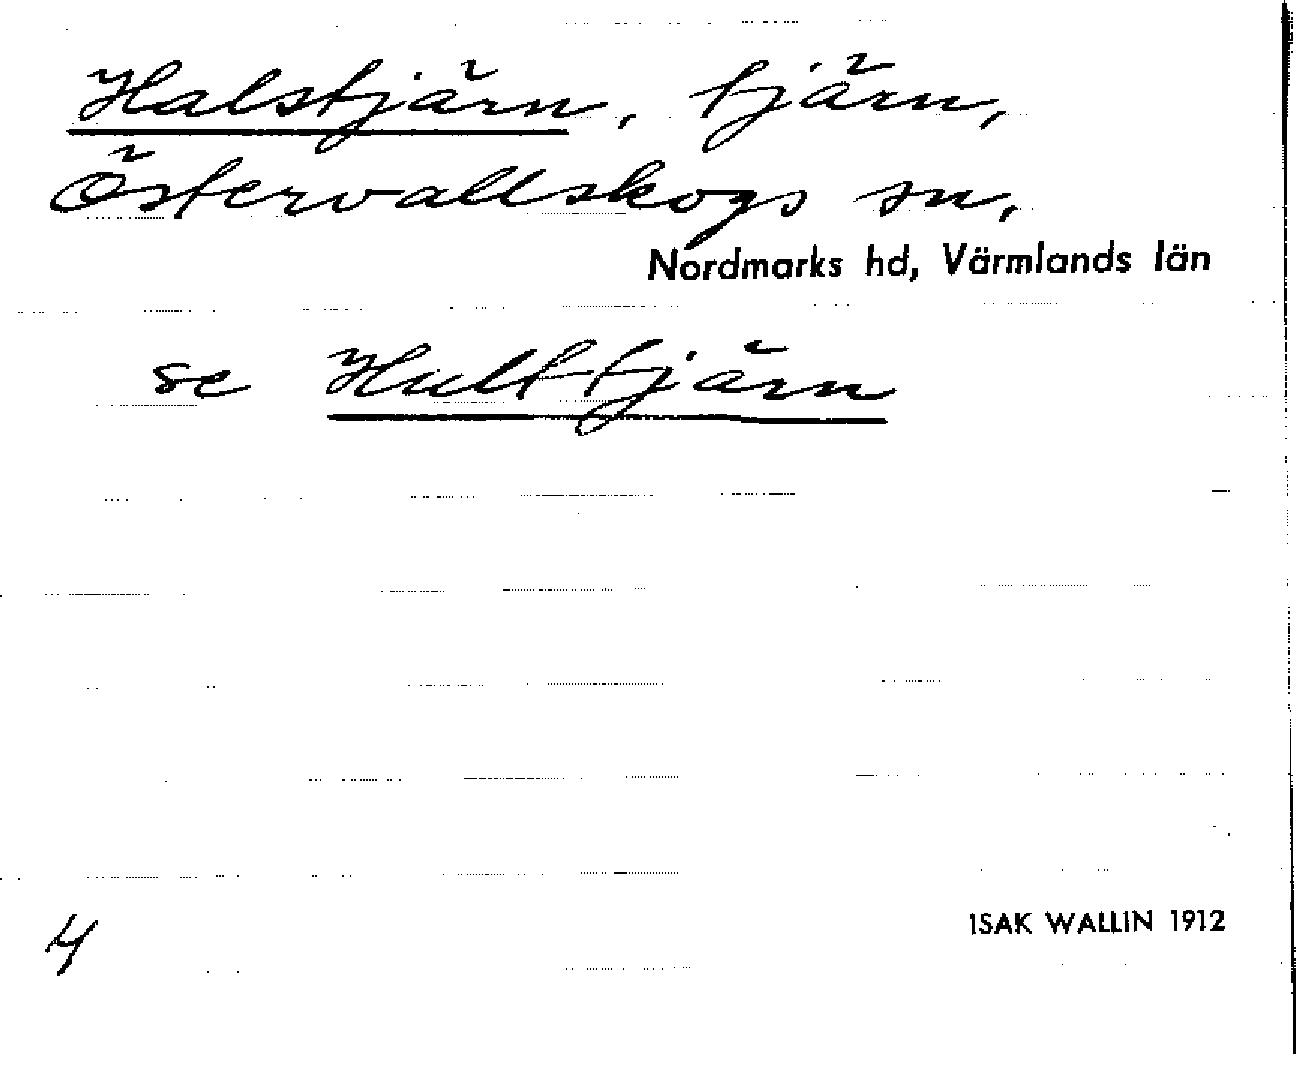 Halstjärn, tjärn,
Östervallskogs sn,
Nordmarks hd, Värmlands län
se Hulttjärn
4
ISAK WALLIN 1912